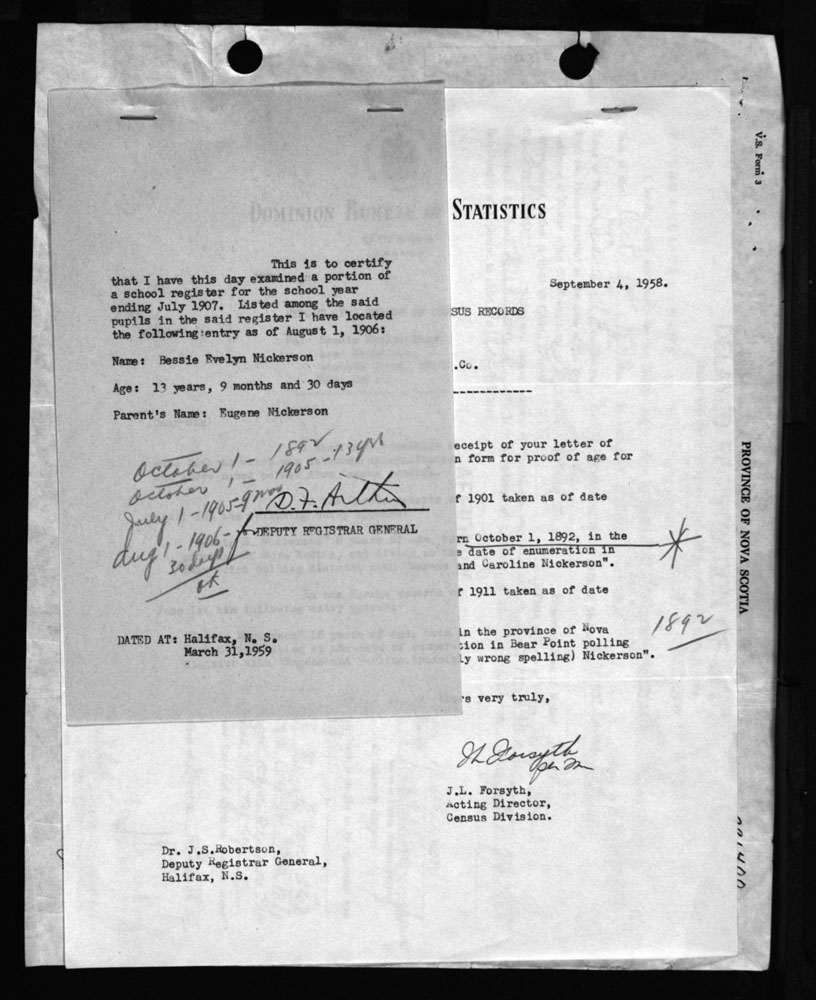 This is to certify
that I have this day examined a portion of
a school register for the school year
ending July 1907. Listed among the said
pupils in the said register I have located
the following entry as of August 1, 1906:
Name: Bessie Evelyn Nickerson
Age: 13 years, 9 months and 30 days
Parent's Name: Eugene Nickerson
October 1 - 1892
October 1 - 1905 - 13 yrs
July 1 - 1905 - 9 mos
Aug 1 - 1906 -
30 days
ok
DEPUTY REGISTRAR GENERAL
DATED AT: Halifax, N. S.
March 31,1959
DOMINION BUREAU OF STATISTICS
September 4, 1958.
SUS RECORDS
.Co.
eceipt of your letter of
n form for proof of age for
f 1901 taken as of date
rn October 1, 1892, in the
e date of enumeration in
and Caroline Nickerson".
f 1911 taken as of date
in the province of Nova
tion in Bear Point polling
ly wrong spelling) Nickerson".
1892
rs very truly,
J.L. Forsyth,
Acting Director,
Census Division.
Dr. J.S.Robertson,
Deputy Registrar General,
Halifax, N.S.
V.S. Form 3
PROVINCE OF NOVA SCOTIA